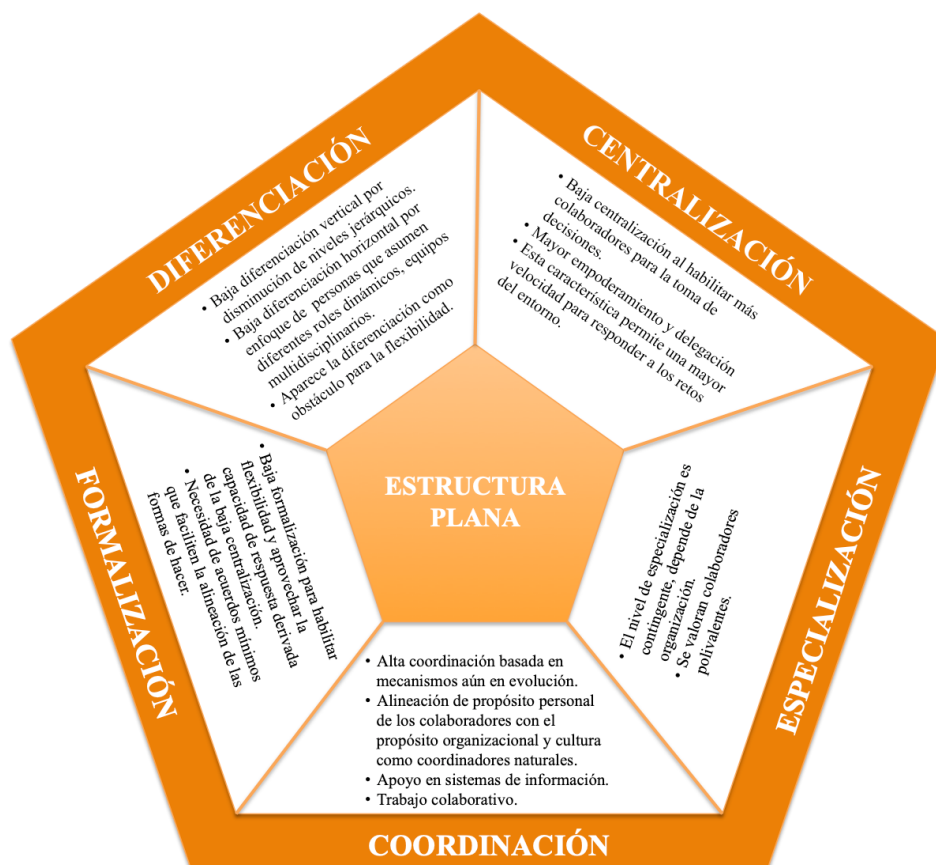 DIFERENCIACIÓN
• Baja diferenciación vertical por
disminución de niveles jerárquicos.
• Baja diferenciación horizontal por
enfoque de personas que asumen
diferentes roles dinámicos, equipos
multidisciplinarios.
• Aparece la diferenciación como
obstáculo para la flexibilidad.
CENTRALIZACIÓN
• Baja centralización al habilitar más
colaboradores para la toma de
decisiones.
• Mayor empoderamiento y delegación
• Esta característica permite una mayor
velocidad para responder a los retos
del entorno.
ESTRUCTURA
PLANA
FORMALIZACIÓN
• Baja formalización para habilitar
flexibilidad y aprovechar la
capacidad de respuesta derivada
de la baja centralización.
• Necesidad de acuerdos mínimos
que faciliten la alineación de las
formas de hacer.
ESPECIALIZACIÓN
• El nivel de especialización es
contingente, depende de la
organización.
• Se valoran colaboradores
polivalentes.
• Alta coordinación basada en
mecanismos aún en evolución.
• Alineación de propósito personal
de los colaboradores con el
propósito organizacional y cultura
como coordinadores naturales.
• Apoyo en sistemas de información.
• Trabajo colaborativo.
COORDINACIÓN